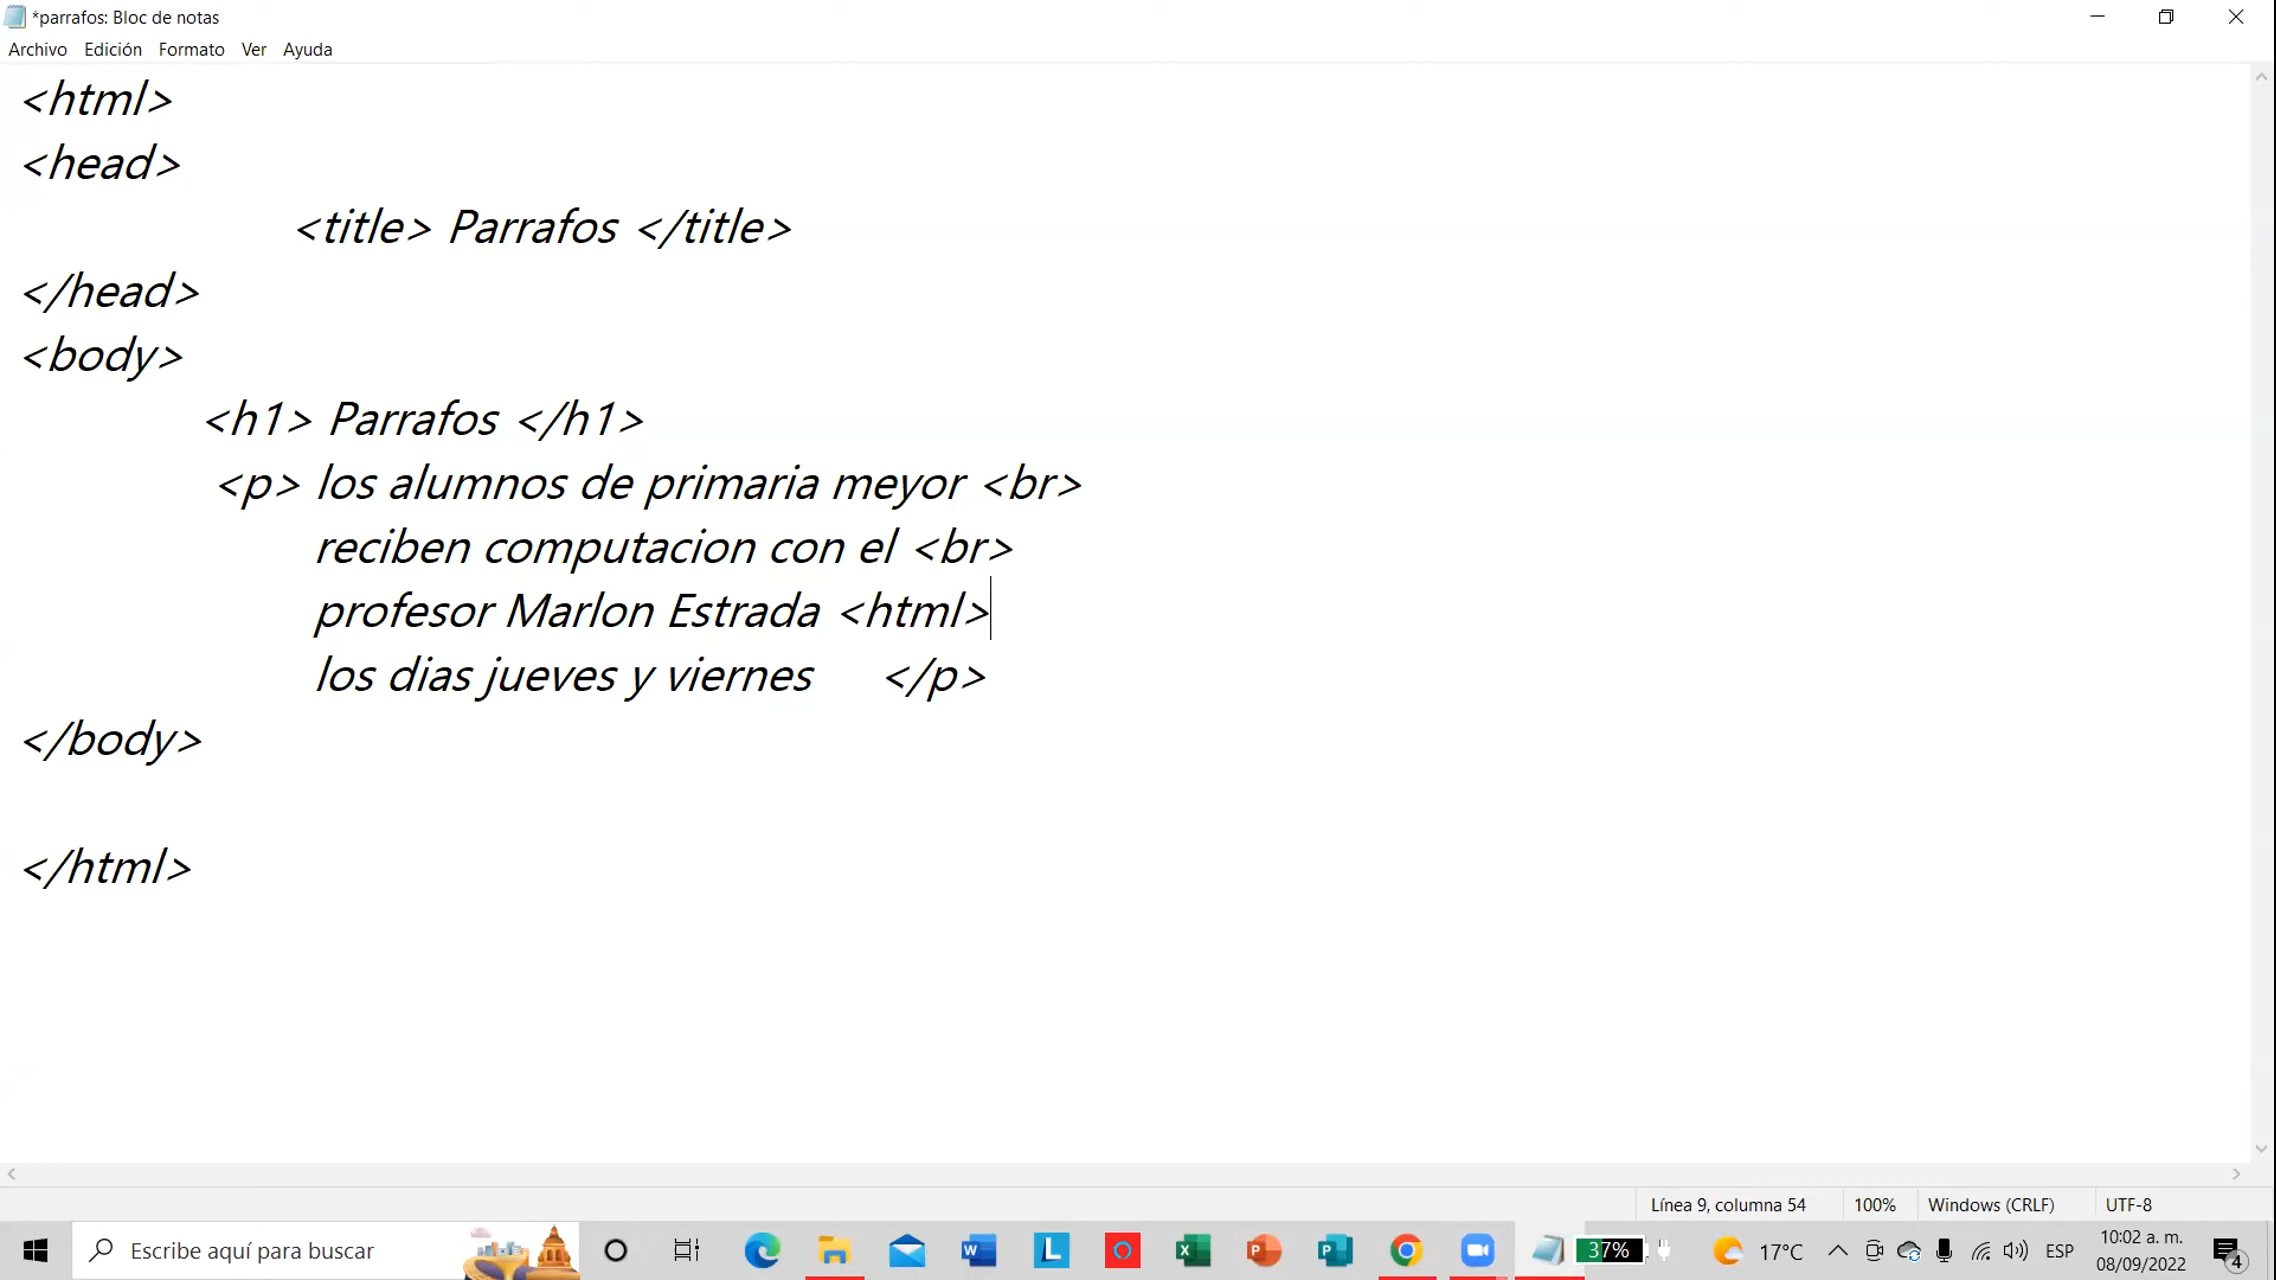 *parrafos: Bloc de notas
Archivo Edición Formato Ver Ayuda
<html>
<head>
<title> Parrafos </title>
</head>
<body>
<h1> Parrafos </h1>
<p> los alumnos de primaria meyor <br>
reciben computacion con el <br>
profesor Marlon Estrada <html>
los dias jueves y viernes </p>
</body>
</html>
Línea 9, columna 54 100% Windows (CRLF) UTF-8
Escribe aquí para buscar 37% 17°C ESP 10:02 a. m.
08/09/2022 4